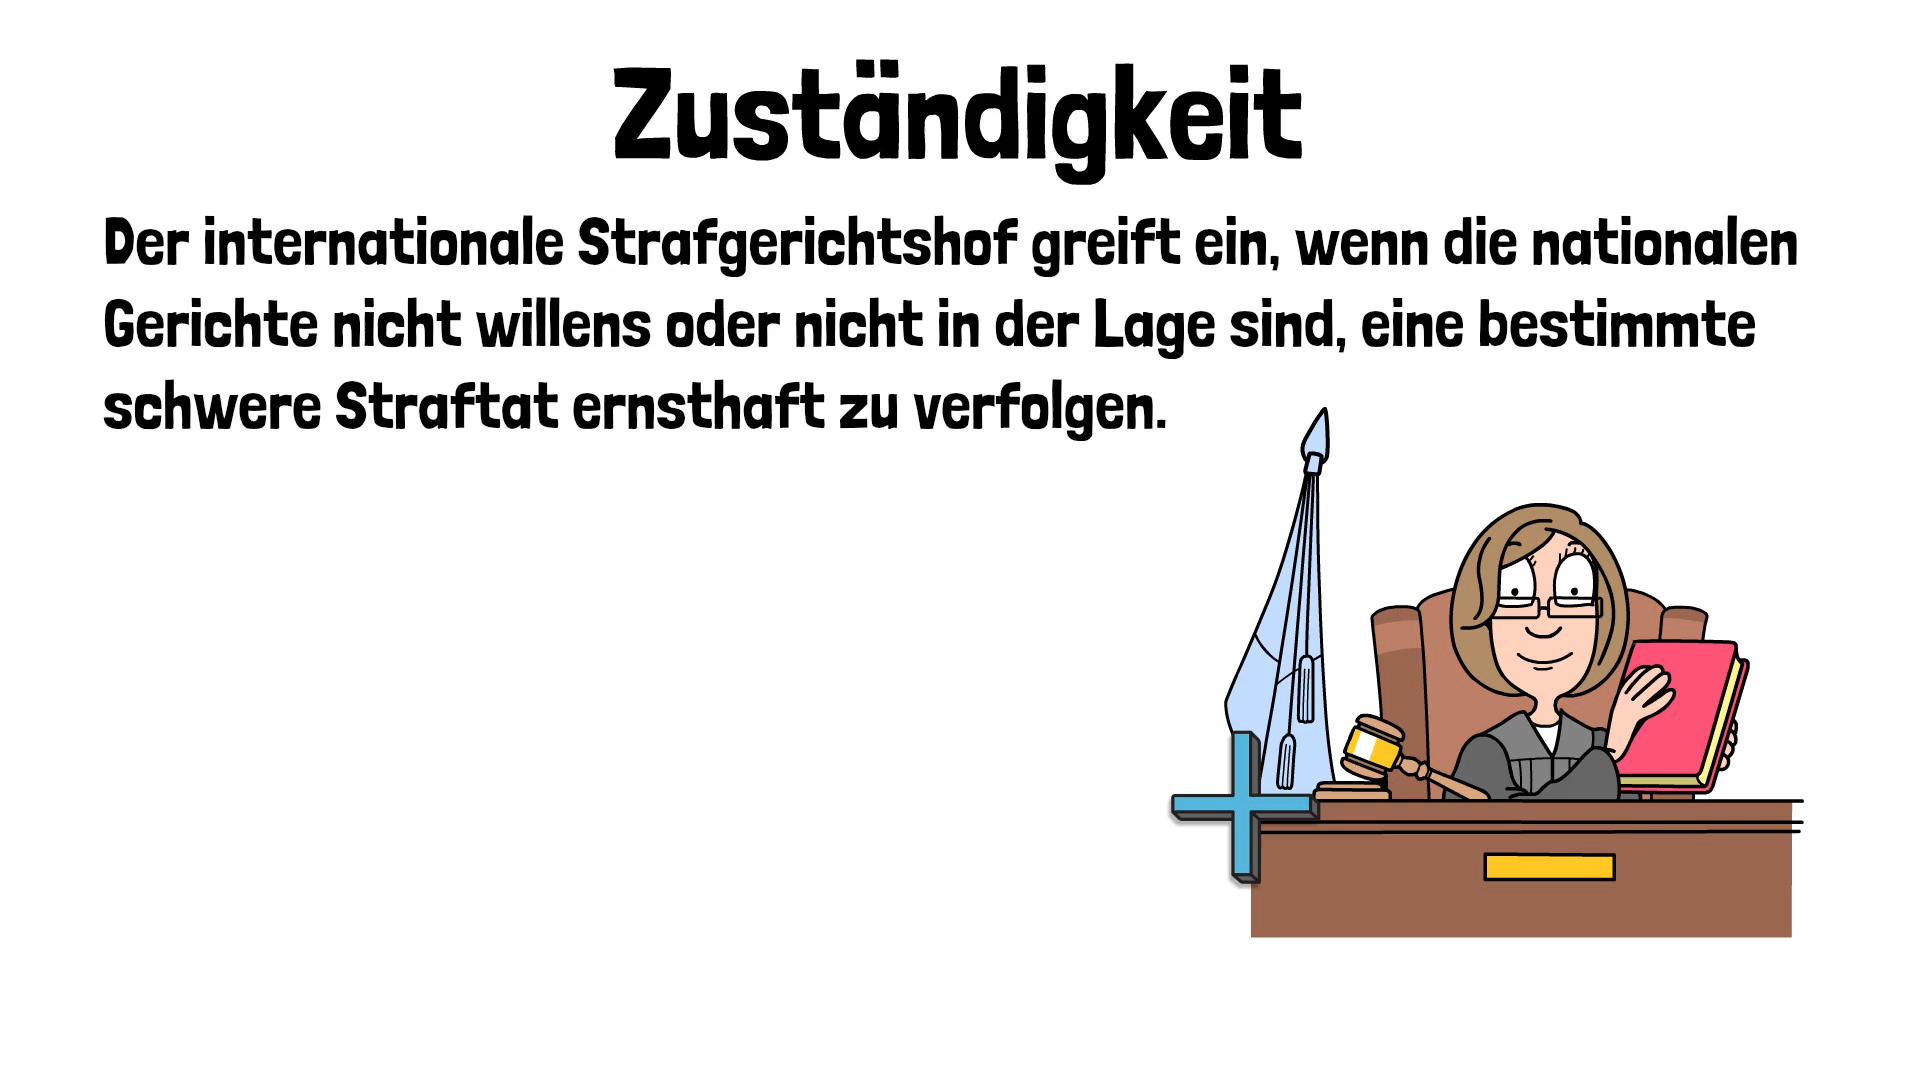 Zuständigkeit
Der internationale Strafgerichtshof greift ein, wenn die nationalen
Gerichte nicht willens oder nicht in der Lage sind, eine bestimmte
schwere Straftat ernsthaft zu verfolgen.